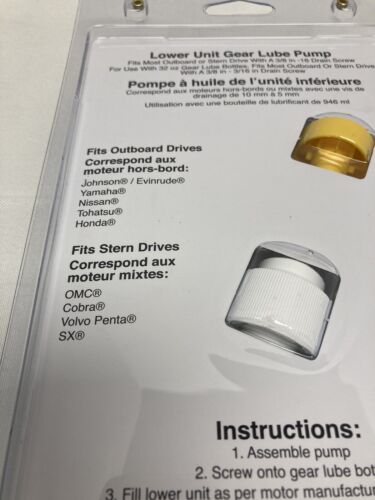 Lower Unit Gear Lube Pump
Fits Most Outboard or Stern Drive With A 3/8 in -16 Drain Screw
For Use With 32 oz Gear Lube Bottles. Fits Most Outboard Or Stern Drive
With A 3/8 in - 3/16 in Drain Screw
Pompe à huile de l'unité inférieure
Correspond aux moteurs hors-bords ou mixtes avec une vis de
drainage de 10 mm à 5 mm
Utilisation avec une bouteille de lubrificant de 946 ml
Fits Outboard Drives
Correspond aux
moteur hors-bord:
Johnson® / Evinrude®
Yamaha®
Nissan®
Tohatsu®
Honda®
Fits Stern Drives
Correspond aux
moteur mixtes:
OMC®
Cobra®
Volvo Penta®
SX®
Instructions:
1. Assemble pump
2. Screw onto gear lube bot
3. Fill lower unit as per motor manufactur